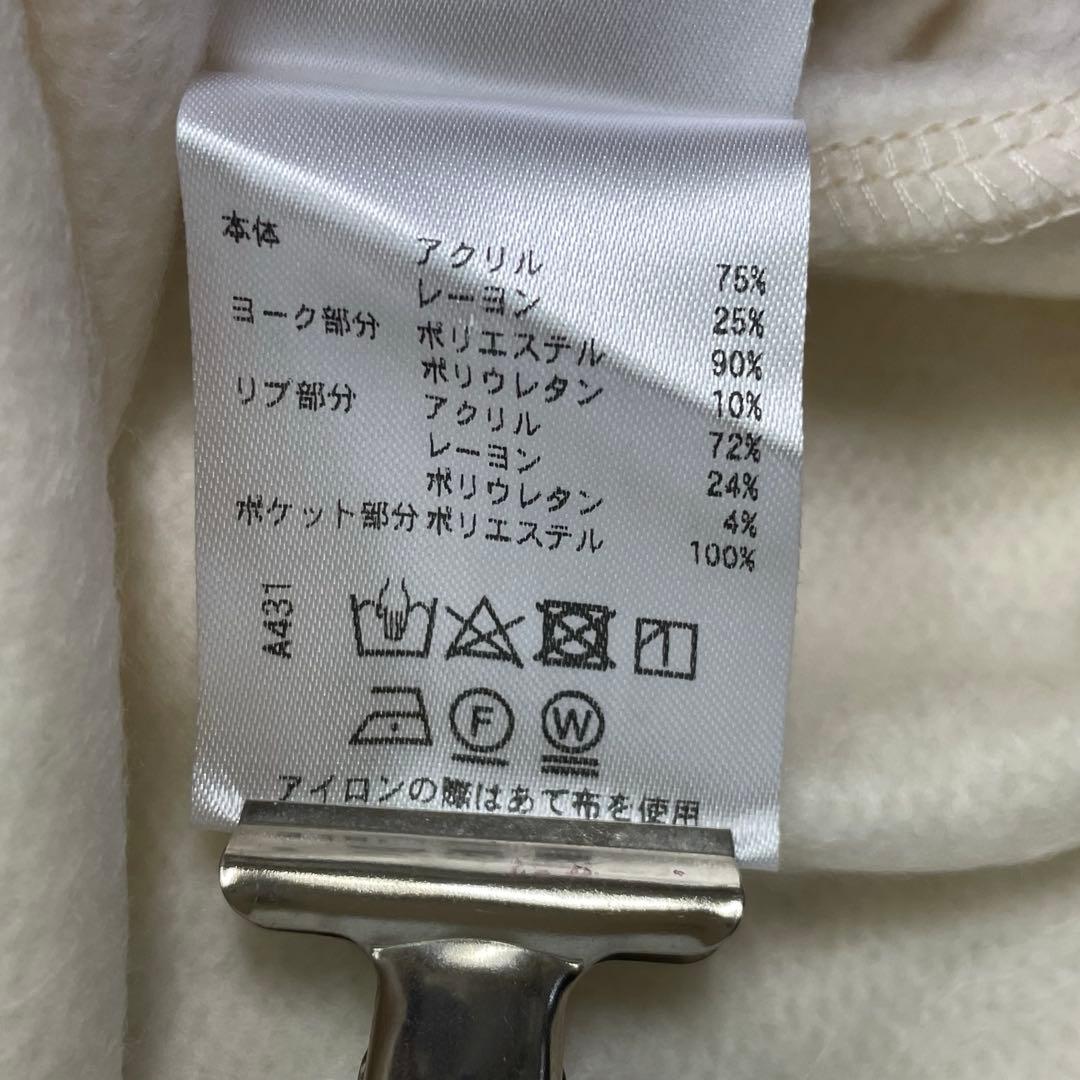 本体 アクリル 75%
レーヨン 25%
ヨーク部分 ポリエステル 90%
ポリウレタン 10%
リブ部分 アクリル 72%
レーヨン 24%
ポリウレタン 4%
ポケット部分 ポリエステル 100%
A431
F W
アイロンの際はあて布を使用